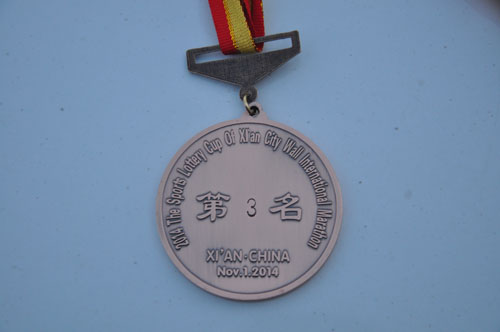 2014 The Sports Lottery Cup Of Xi'an City Wall International Marathon
第 3 名
XI'AN·CHINA
Nov.1.2014